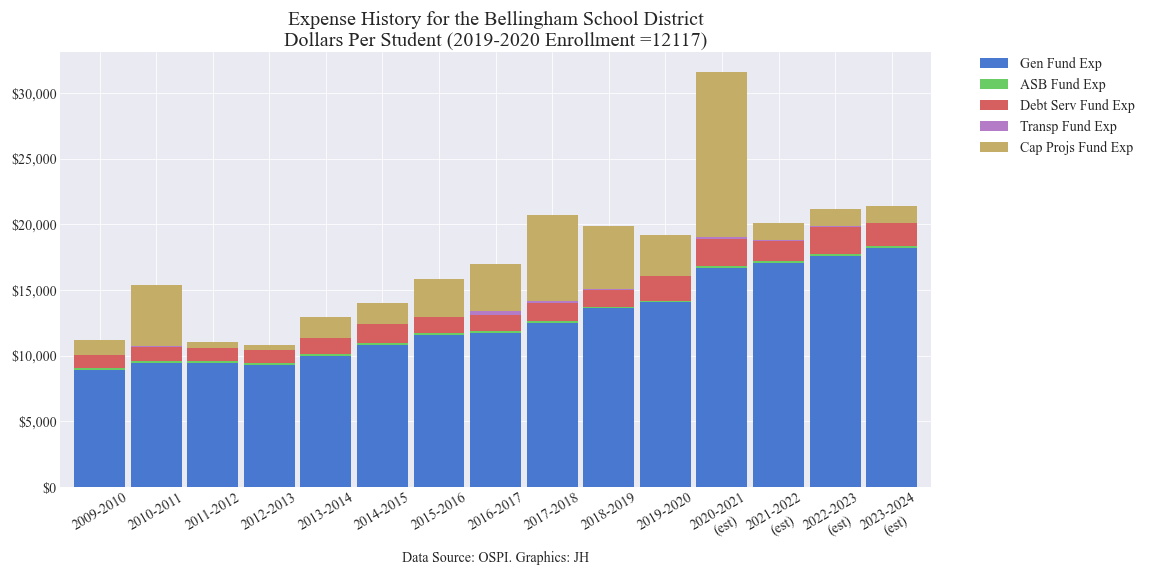 Expense History for the Bellingham School District
Dollars Per Student (2019-2020 Enrollment =12117)
Gen Fund Exp
ASB Fund Exp
Debt Serv Fund Exp
Transp Fund Exp
Cap Projs Fund Exp
$30,000
$25,000
$20,000
$15,000
$10,000
$5,000
$0
2009-2010
2010-2011
2011-2012
2012-2013
2013-2014
2014-2015
2015-2016
2016-2017
2017-2018
2018-2019
2019-2020
2020-2021
(est)
2021-2022
(est)
2022-2023
(est)
2023-2024
(est)
Data Source: OSPI. Graphics: JH